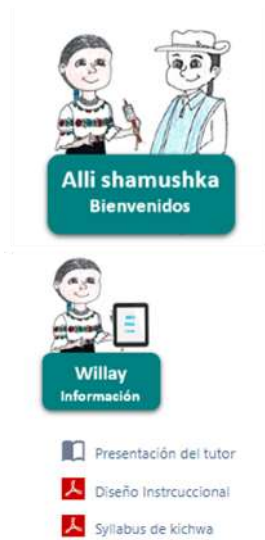 Alli shamushka
Bienvenidos
Willay
Información
Presentación del tutor
Diseño Instrcuccional
Syllabus de kichwa